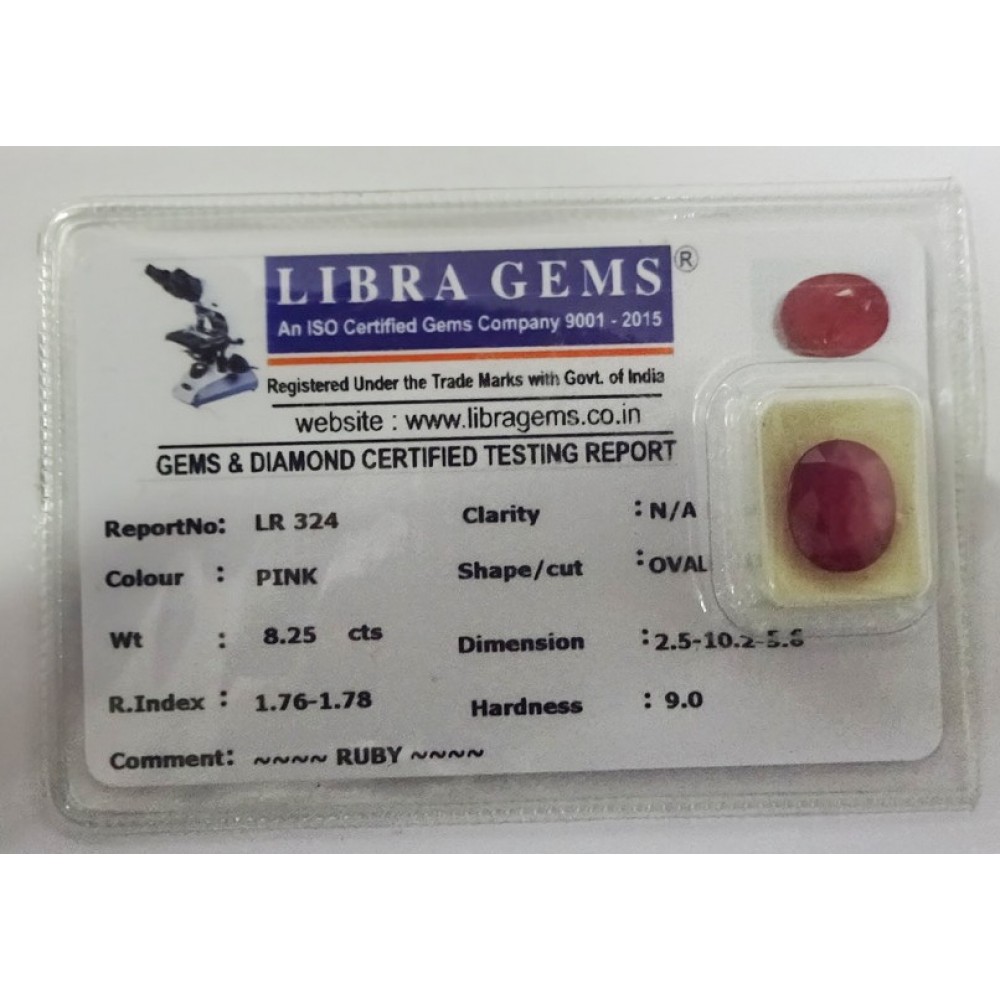 LIBRA GEMS ®
An ISO Certified Gems Company 9001 - 2015
Registered Under the Trade Marks with Govt. of India
website : www.libragems.co.in
GEMS & DIAMOND CERTIFIED TESTING REPORT
ReportNo: LR 324 Clarity : N/A
Colour : PINK Shape/cut : OVAL
Wt : 8.25 cts Dimension : 2.5-10.2-5.6
R.Index : 1.76-1.78 Hardness : 9.0
Comment: ~~~~ RUBY ~~~~